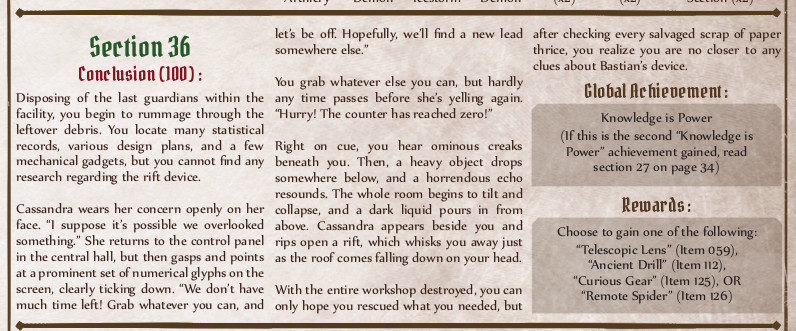 Section 36
Conclusion (100):
Disposing of the last guardians within the
facility, you begin to rummage through the
leftover debris. You locate many statistical
records, various design plans, and a few
mechanical gadgets, but you cannot find any
research regarding the rift device.
Cassandra wears her concern openly on her
face. “I suppose it’s possible we overlooked
something.” She returns to the control panel
in the central hall, but then gasps and points
at a prominent set of numerical glyphs on the
screen, clearly ticking down. “We don’t have
much time left! Grab whatever you can, and
let’s be off. Hopefully, we’ll find a new lead
somewhere else.”
You grab whatever else you can, but hardly
any time passes before she’s yelling again.
“Hurry! The counter has reached zero!”
Right on cue, you hear ominous creaks
beneath you. Then, a heavy object drops
somewhere below, and a horrendous echo
resounds. The whole room begins to tilt and
collapse, and a dark liquid pours in from
above. Cassandra appears beside you and
rips open a rift, which whisks you away just
as the roof comes falling down on your head.
With the entire workshop destroyed, you can
only hope you rescued what you needed, but
after checking every salvaged scrap of paper
thrice, you realize you are no closer to any
clues about Bastian’s device.
Global Achievement:
Knowledge is Power
(If this is the second “Knowledge is
Power” achievement gained, read
section 27 on page 34)
Rewards:
Choose to gain one of the following:
“Telescopic Lens” (Item 059),
“Ancient Drill” (Item 112),
“Curious Gear” (Item 125), OR
“Remote Spider” (Item 126)